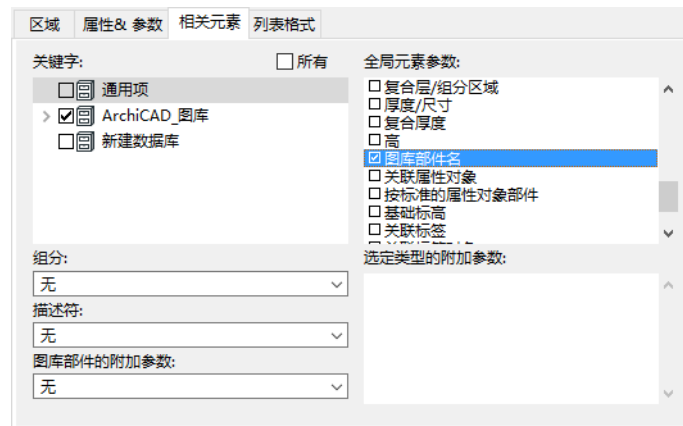 区域 属性& 参数 相关元素 列表格式
关键字: 所有
通用项
ArchiCAD_图库
新建数据库
组分:
无
描述符:
无
图库部件的附加参数:
无
全局元素参数:
复合层/组分区域
厚度/尺寸
复合厚度
高
图库部件名
关联属性对象
按标准的属性对象部件
基础标高
关联标签
选定类型的附加参数: